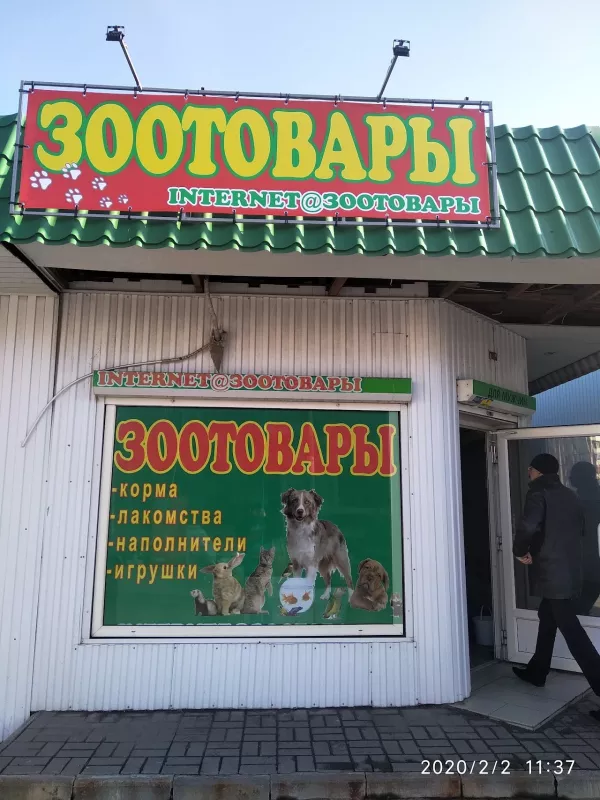 ЗООТОВАРЫ
INTERNET@ЗООТОВАРЫ
INTERNET@ЗООТОВАРЫ
ЗООТОВАРЫ
-корма
-лакомства
-наполнители
-игрушки
2020/2/2 11:37